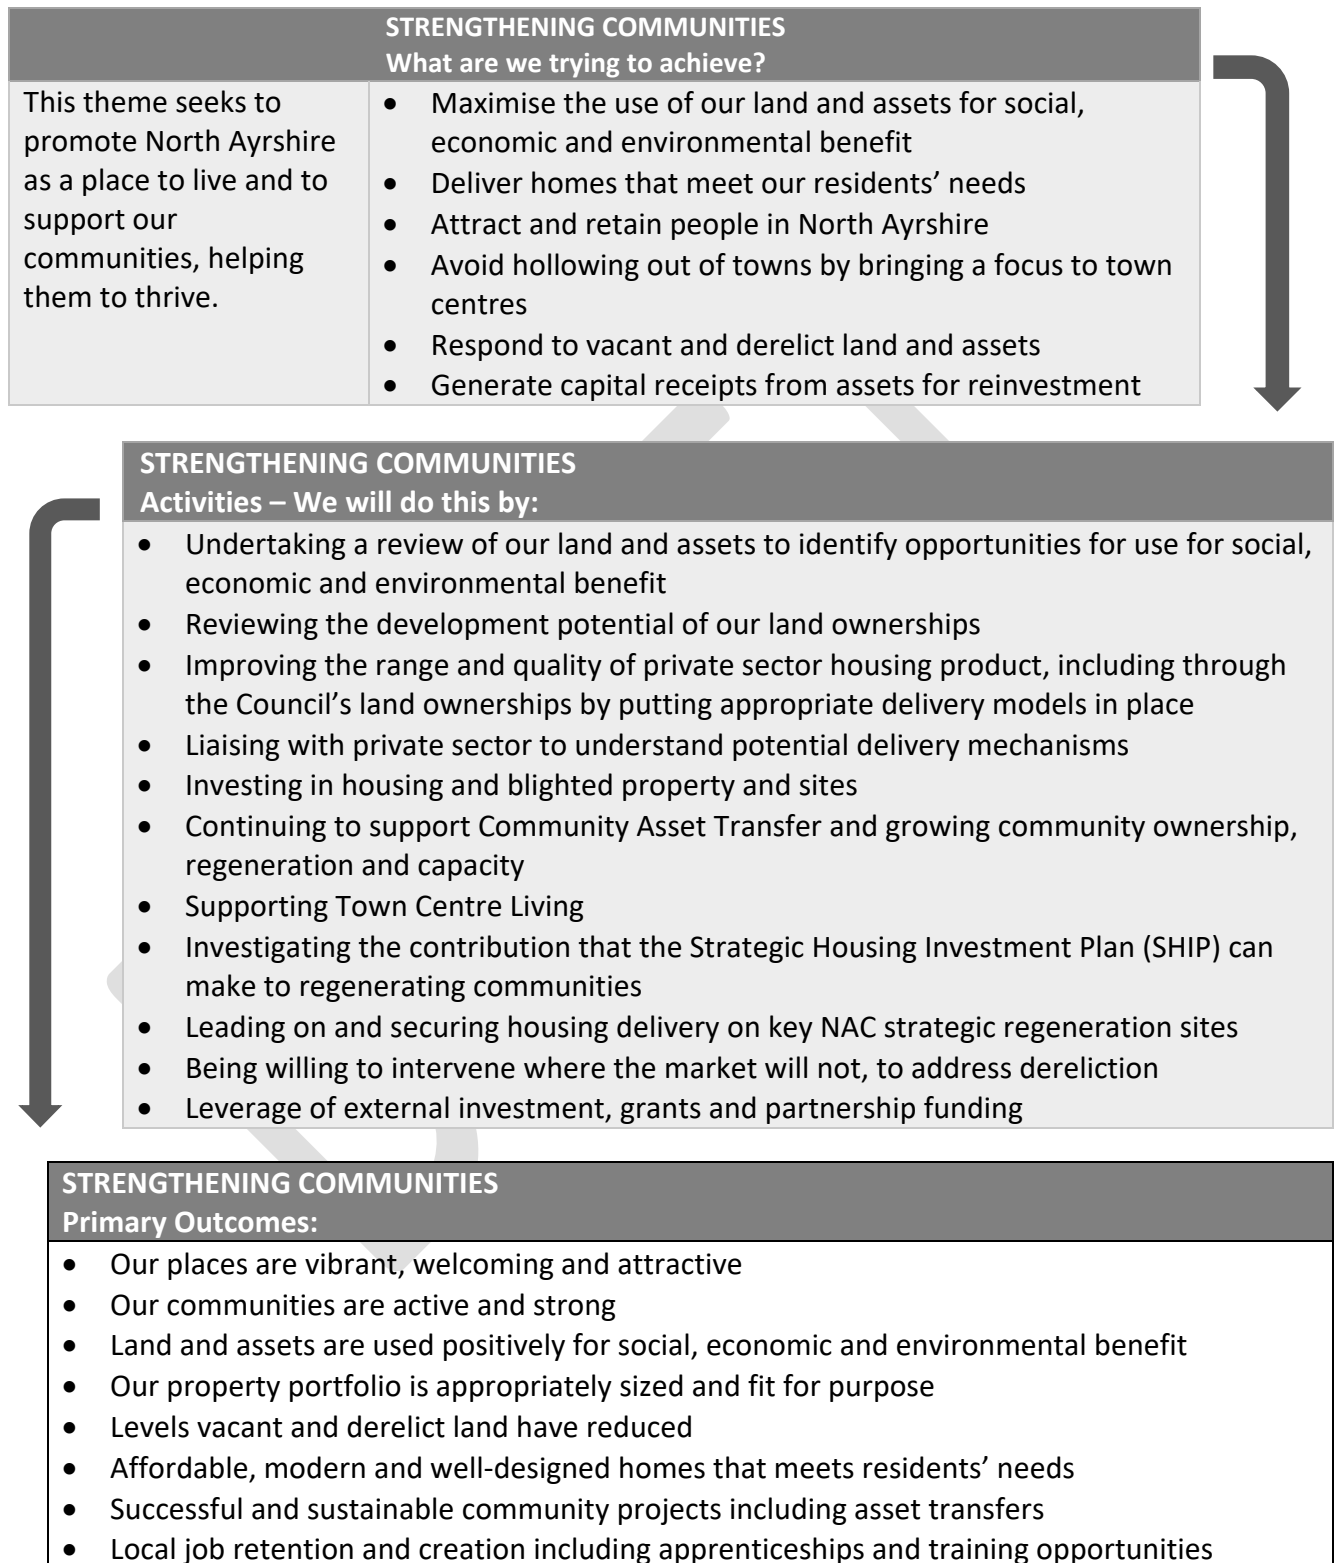 STRENGTHENING COMMUNITIES
What are we trying to achieve?
This theme seeks to
promote North Ayrshire
as a place to live and to
support our
communities, helping
them to thrive.
• Maximise the use of our land and assets for social,
economic and environmental benefit
• Deliver homes that meet our residents’ needs
• Attract and retain people in North Ayrshire
• Avoid hollowing out of towns by bringing a focus to town
centres
• Respond to vacant and derelict land and assets
• Generate capital receipts from assets for reinvestment
STRENGTHENING COMMUNITIES
Activities – We will do this by:
• Undertaking a review of our land and assets to identify opportunities for use for social,
economic and environmental benefit
• Reviewing the development potential of our land ownerships
• Improving the range and quality of private sector housing product, including through
the Council’s land ownerships by putting appropriate delivery models in place
• Liaising with private sector to understand potential delivery mechanisms
• Investing in housing and blighted property and sites
• Continuing to support Community Asset Transfer and growing community ownership,
regeneration and capacity
• Supporting Town Centre Living
• Investigating the contribution that the Strategic Housing Investment Plan (SHIP) can
make to regenerating communities
• Leading on and securing housing delivery on key NAC strategic regeneration sites
• Being willing to intervene where the market will not, to address dereliction
• Leverage of external investment, grants and partnership funding
STRENGTHENING COMMUNITIES
Primary Outcomes:
• Our places are vibrant, welcoming and attractive
• Our communities are active and strong
• Land and assets are used positively for social, economic and environmental benefit
• Our property portfolio is appropriately sized and fit for purpose
• Levels vacant and derelict land have reduced
• Affordable, modern and well-designed homes that meets residents’ needs
• Successful and sustainable community projects including asset transfers
• Local job retention and creation including apprenticeships and training opportunities